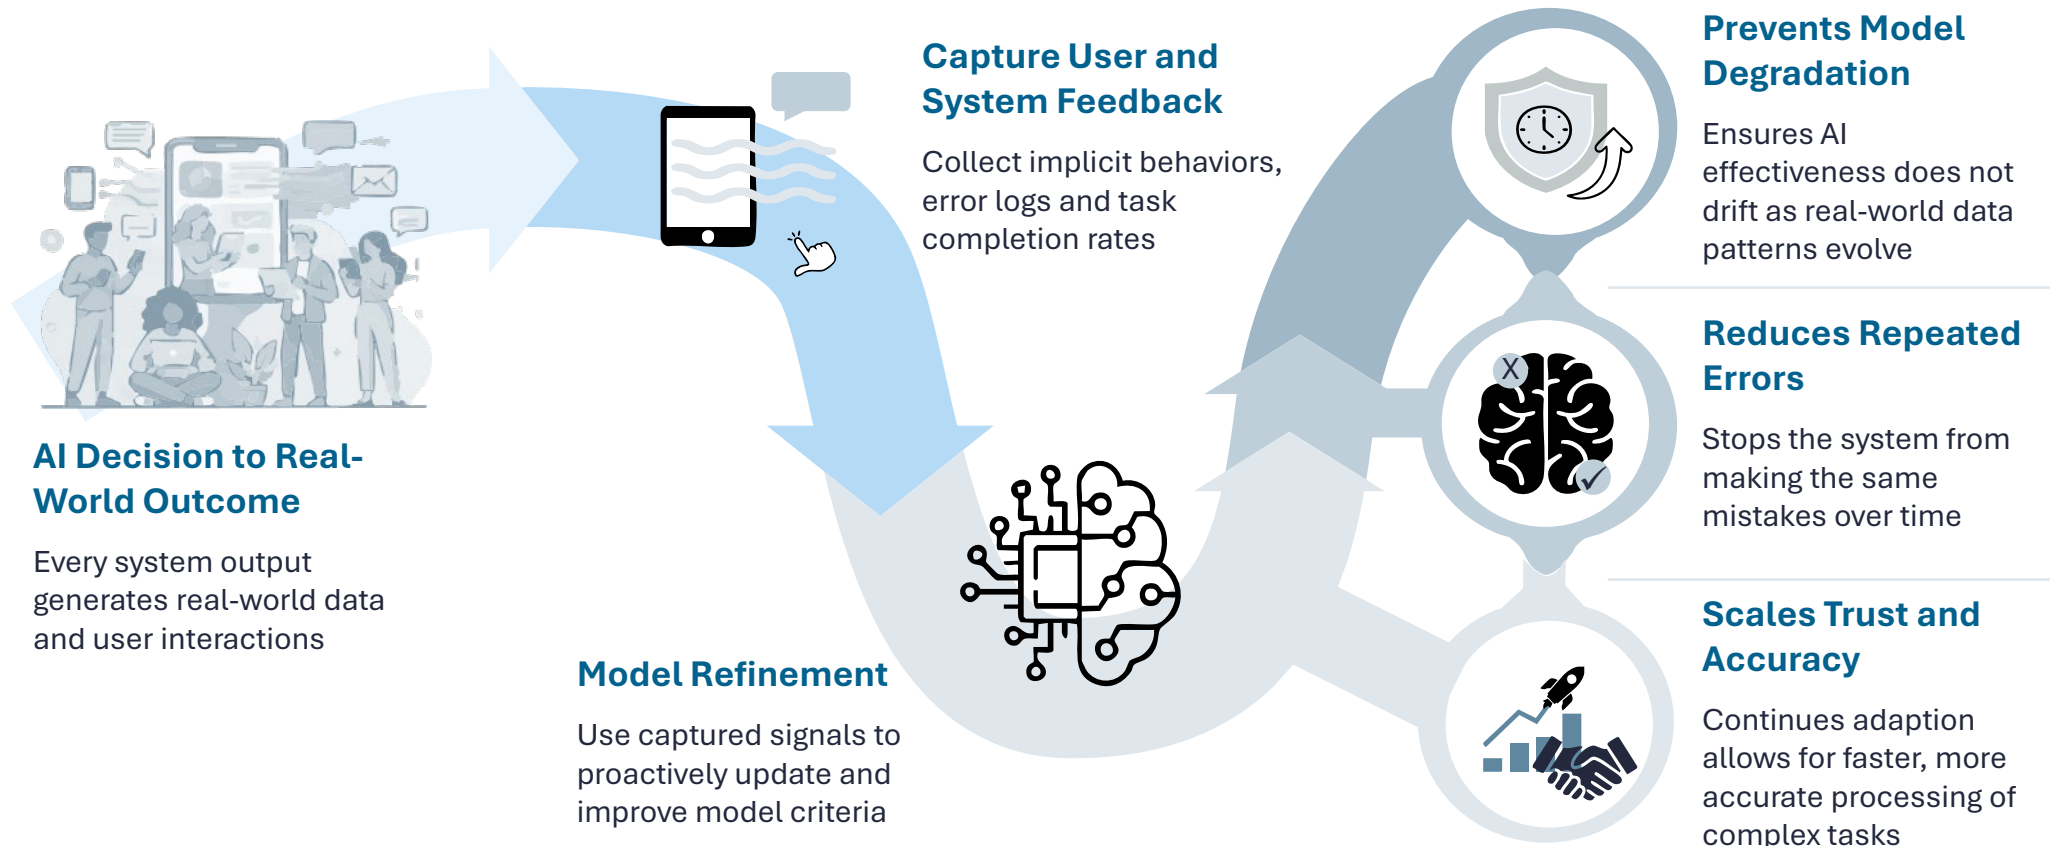 AI Decision to Real-
World Outcome
Every system output
generates real-world data
and user interactions
Capture User and
System Feedback
Collect implicit behaviors,
error logs and task
completion rates
Model Refinement
Use captured signals to
proactively update and
improve model criteria
Prevents Model
Degradation
Ensures AI
effectiveness does not
drift as real-world data
patterns evolve
X
Reduces Repeated
Errors
Stops the system from
making the same
mistakes over time
Scales Trust and
Accuracy
Continues adaption
allows for faster, more
accurate processing of
complex tasks